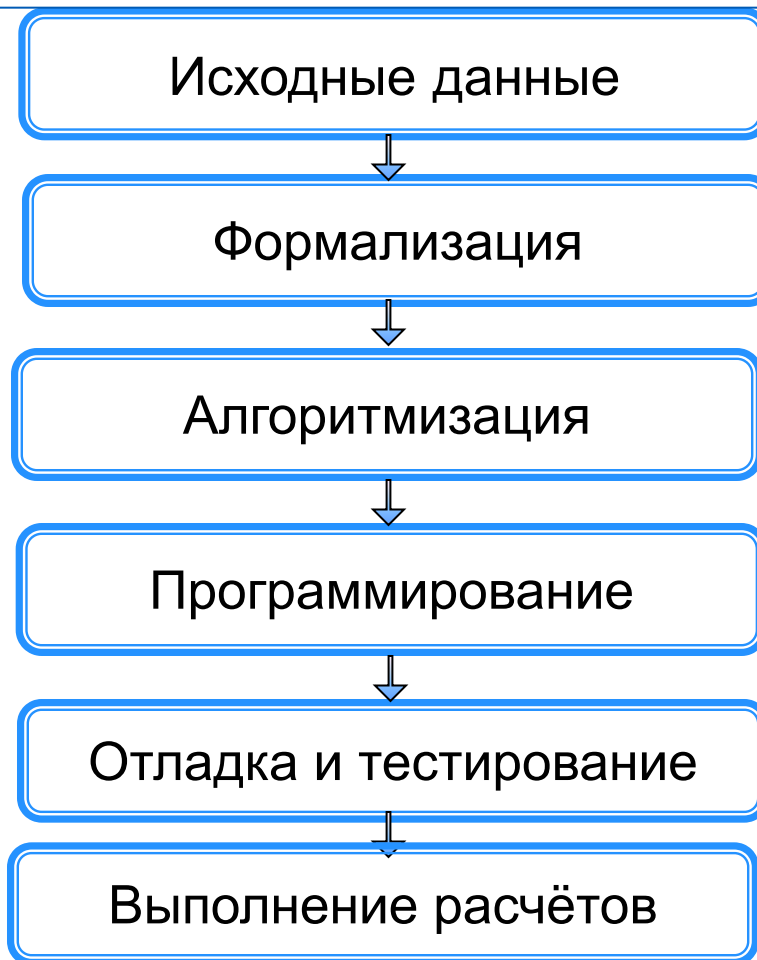 Исходные данные
Формализация
Алгоритмизация
Программирование
Отладка и тестирование
Выполнение расчётов